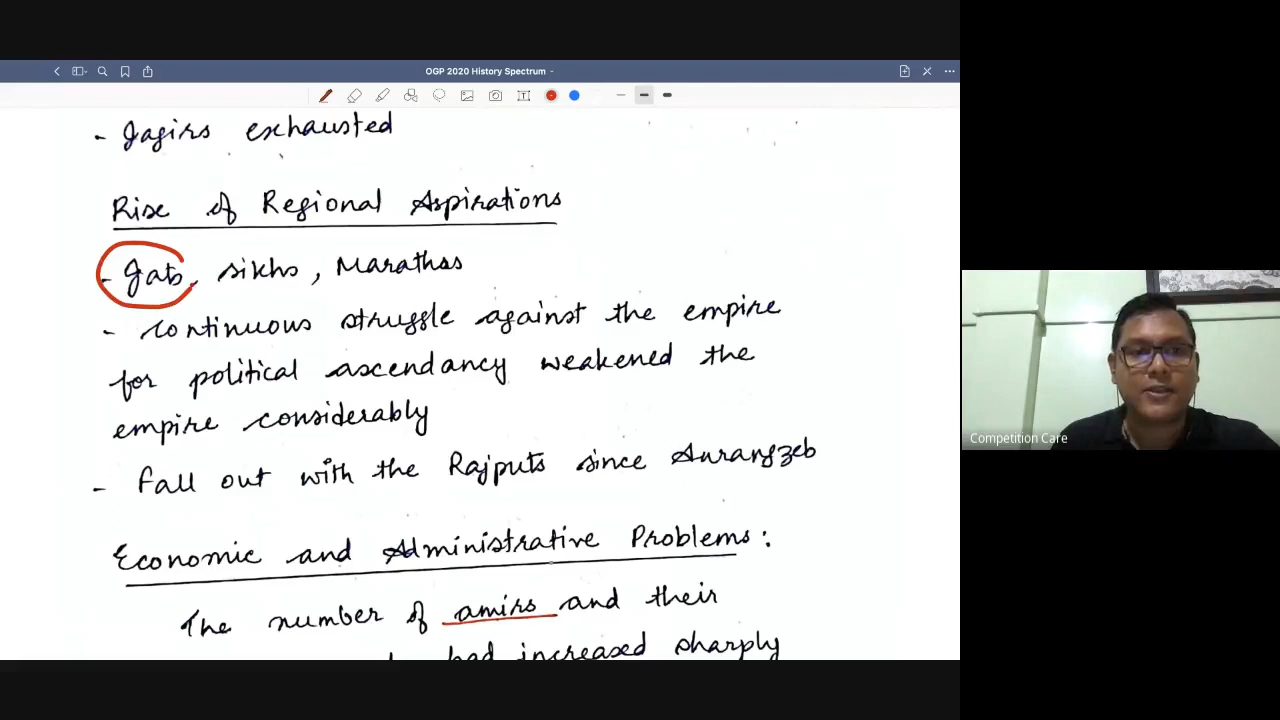 OGP 2020 History Spectrum
- Jagirs exhausted
Rise of Regional Aspirations
- Jats, Sikhs, Marathas
- Continuous struggle against the empire
for political ascendancy weakened the
empire considerably
- Fall out with the Rajputs since Aurangzeb
Economic and Administrative Problems:
The number of amirs and their
had increased sharply
Competition Care